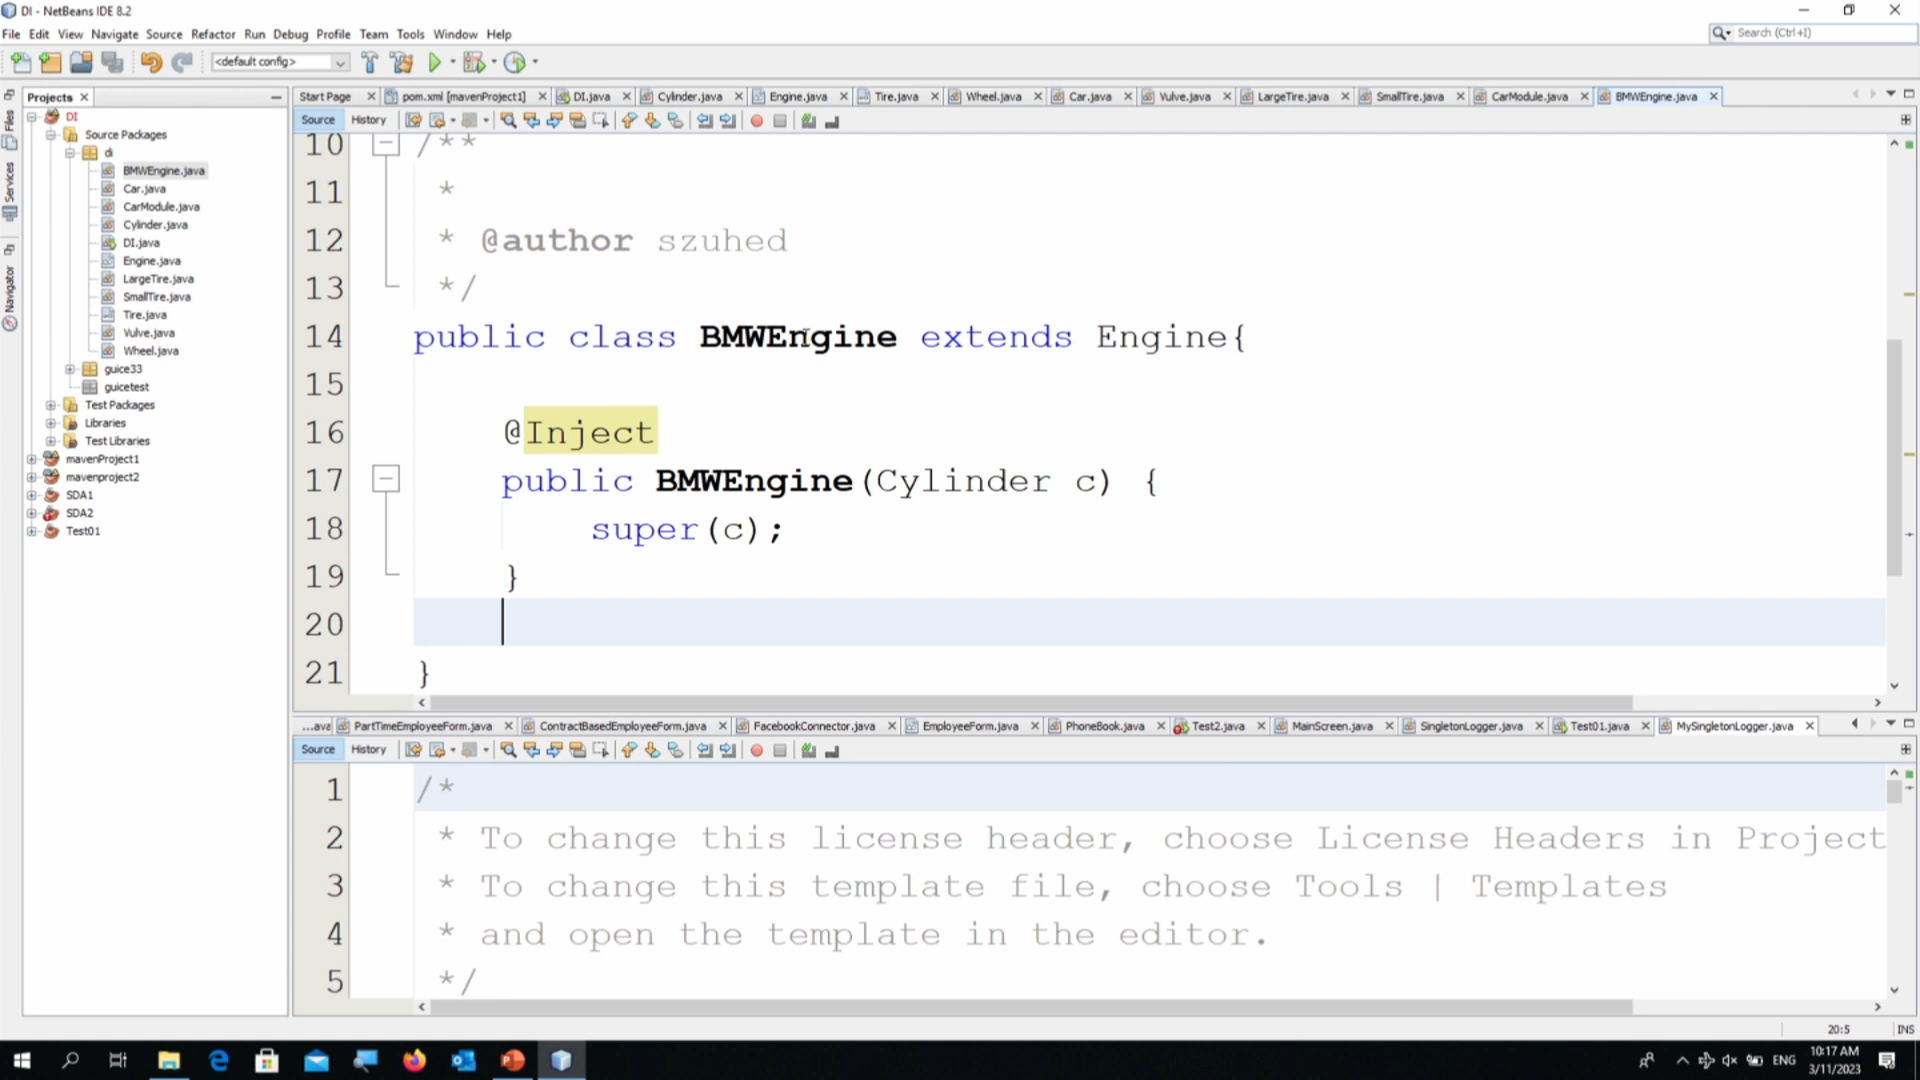 DI - NetBeans IDE 8.2
File Edit View Navigate Source Refactor Run Debug Profile Team Tools Window Help
Search (Ctrl+I)
<default config>
Projects
Start Page pom.xml [mavenProject1] DI.java Cylinder.java Engine.java Tire.java Wheel.java Car.java Vulve.java LargeTire.java SmallTire.java CarModule.java BMWEngine.java
Files
Services
Navigator
DI
Source Packages
di
BMWEngine.java
Car.java
CarModule.java
Cylinder.java
DI.java
Engine.java
LargeTire.java
SmallTire.java
Tire.java
Vulve.java
Wheel.java
guice33
guicetest
Test Packages
Libraries
Test Libraries
mavenProject1
mavenproject2
SDA1
SDA2
Test01
Source History
10 /**
11 *
12 * @author szuhed
13 */
14 public class BMWEngine extends Engine{
15
16 @Inject
17 public BMWEngine(Cylinder c) {
18 super(c);
19 }
20
21 }
...ava PartTimeEmployeeForm.java ContractBasedEmployeeForm.java FacebookConnector.java EmployeeForm.java PhoneBook.java Test2.java MainScreen.java SingletonLogger.java Test01.java MySingletonLogger.java
Source History
1 /*
2 * To change this license header, choose License Headers in Project
3 * To change this template file, choose Tools | Templates
4 * and open the template in the editor.
5 */
20:5 INS
ENG 10:17 AM
3/11/2023